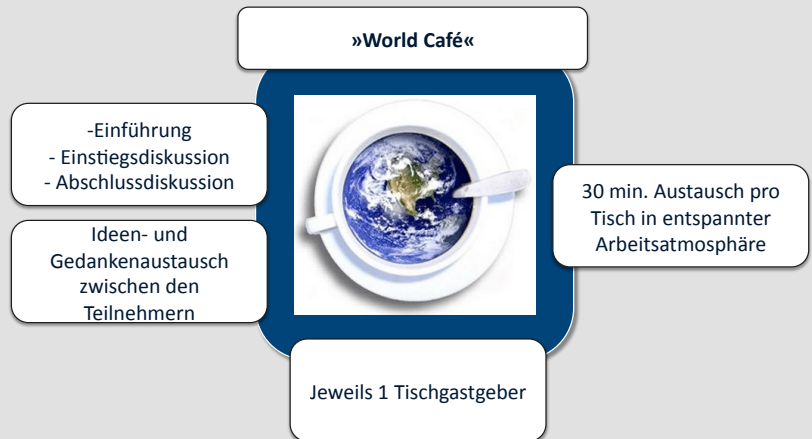 »World Café«
-Einführung
- Einstiegsdiskussion
- Abschlussdiskussion
Ideen- und
Gedankenaustausch
zwischen den
Teilnehmern
30 min. Austausch pro
Tisch in entspannter
Arbeitsatmosphäre
Jeweils 1 Tischgastgeber